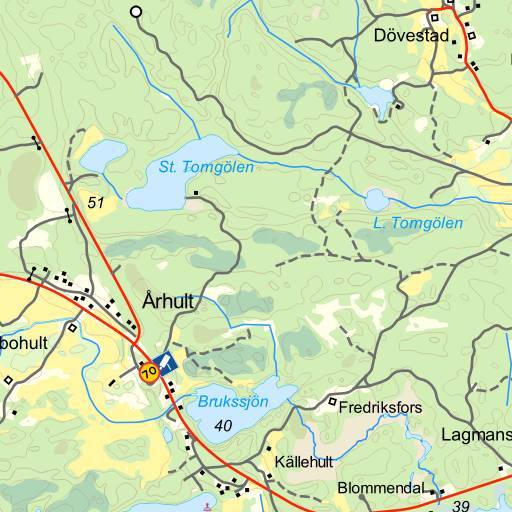 Dövestad
St. Tomgölen
51
L. Tomgölen
Århult
bohult
70
Brukssjön
Fredriksfors
40
Lagmans
Källehult
Blommendal
39